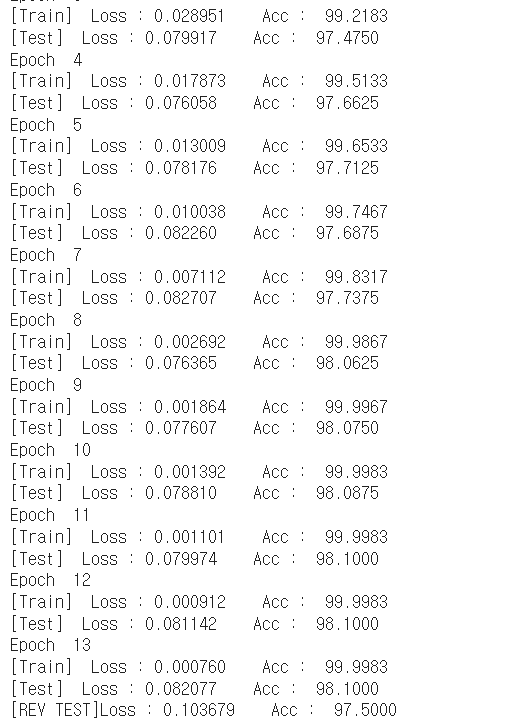 [Train] Loss : 0.028951 Acc : 99.2183
[Test] Loss : 0.079917 Acc : 97.4750
Epoch 4
[Train] Loss : 0.017873 Acc : 99.5133
[Test] Loss : 0.076058 Acc : 97.6625
Epoch 5
[Train] Loss : 0.013009 Acc : 99.6533
[Test] Loss : 0.078176 Acc : 97.7125
Epoch 6
[Train] Loss : 0.010038 Acc : 99.7467
[Test] Loss : 0.082260 Acc : 97.6875
Epoch 7
[Train] Loss : 0.007112 Acc : 99.8317
[Test] Loss : 0.082707 Acc : 97.7375
Epoch 8
[Train] Loss : 0.002692 Acc : 99.9867
[Test] Loss : 0.076365 Acc : 98.0625
Epoch 9
[Train] Loss : 0.001864 Acc : 99.9967
[Test] Loss : 0.077607 Acc : 98.0750
Epoch 10
[Train] Loss : 0.001392 Acc : 99.9983
[Test] Loss : 0.078810 Acc : 98.0875
Epoch 11
[Train] Loss : 0.001101 Acc : 99.9983
[Test] Loss : 0.079974 Acc : 98.1000
Epoch 12
[Train] Loss : 0.000912 Acc : 99.9983
[Test] Loss : 0.081142 Acc : 98.1000
Epoch 13
[Train] Loss : 0.000760 Acc : 99.9983
[Test] Loss : 0.082077 Acc : 98.1000
[REV TEST]Loss : 0.103679 Acc : 97.5000